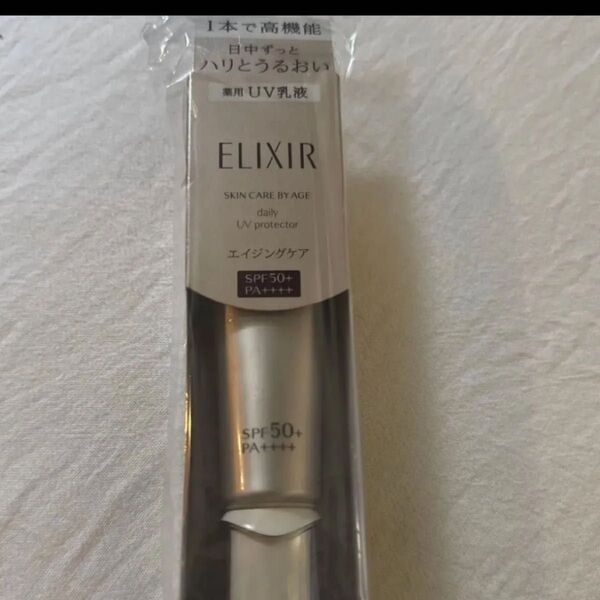 1本で高機能
日中ずっと
ハリとうるおい
薬用 UV乳液
ELIXIR
SKIN CARE BY AGE
daily
UV protector
エイジングケア
SPF50+
PA++++
SPF50+
PA++++